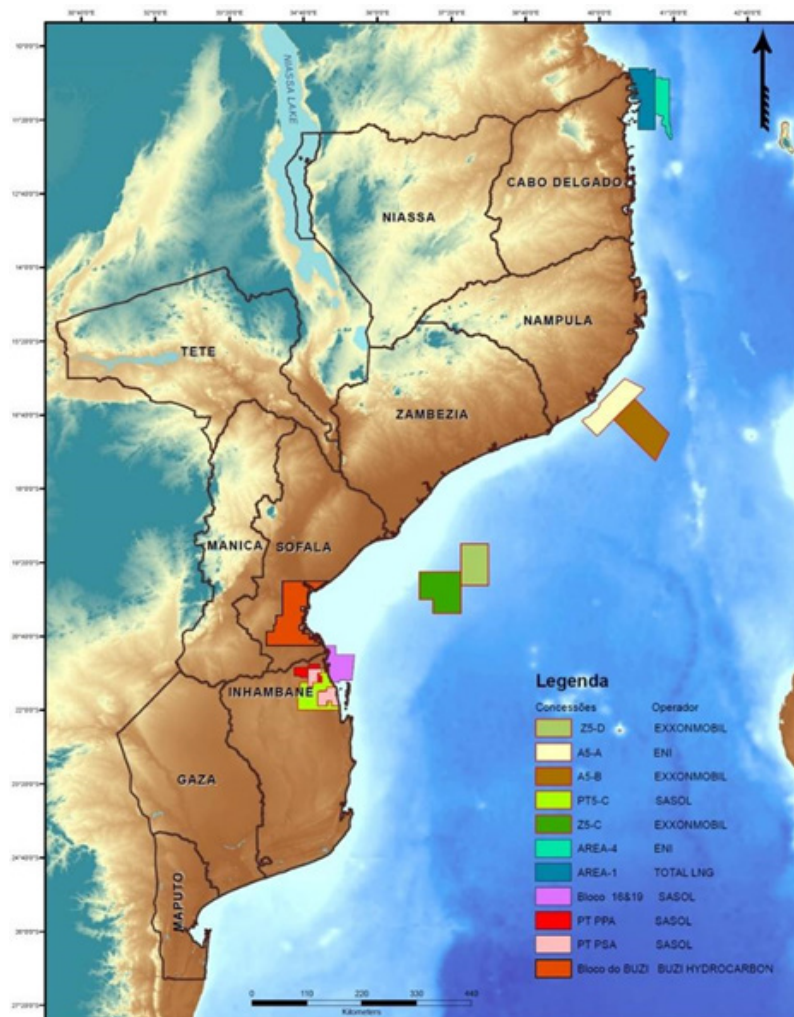 NIASSA LAKE
CABO DELGADO
NIASSA
NAMPULA
TETE
ZAMBEZIA
MANICA
SOFALA
INHAMBANE
GAZA
MAPUTO
Legenda
Concessões Operador
Z5-D EXXONMOBIL
A5-A ENI
A5-B EXXONMOBIL
PT5-C SASOL
Z5-C EXXONMOBIL
AREA-4 ENI
AREA-1 TOTAL LNG
Bloco 16&19 SASOL
PT PPA SASOL
PT PSA SASOL
Bloco do BUZI BUZI HYDROCARBON
0 110 220 330 440
Kilometers